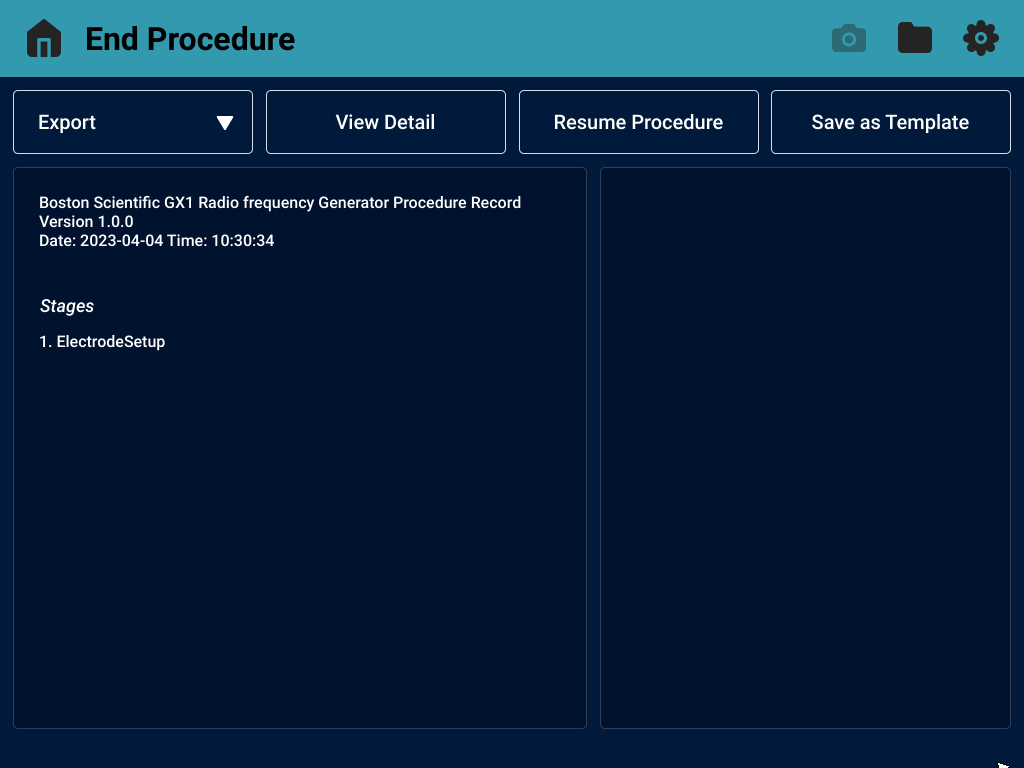 End Procedure
Export
View Detail
Resume Procedure
Save as Template
Boston Scientific GX1 Radio frequency Generator Procedure Record
Version 1.0.0
Date: 2023-04-04 Time: 10:30:34
Stages
1. ElectrodeSetup